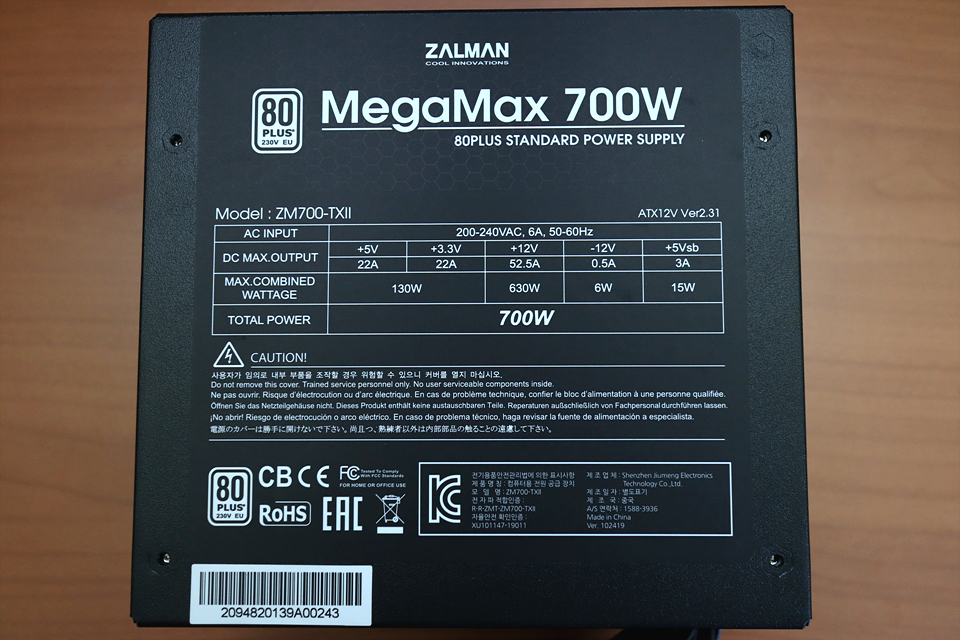 ZALMAN
COOL INNOVATIONS
80
PLUS®
230V EU
MegaMax 700W
80PLUS STANDARD POWER SUPPLY
Model : ZM700-TXII
ATX12V Ver2.31
AC INPUT 200-240VAC, 6A, 50-60Hz
DC MAX.OUTPUT +5V +3.3V +12V -12V +5Vsb
22A 22A 52.5A 0.5A 3A
MAX.COMBINED WATTAGE 130W 630W 6W 15W
TOTAL POWER 700W
CAUTION!
사용자가 임의로 내부 부품을 조작할 경우 위험할 수 있으니 커버를 열지 마십시오.
Do not remove this cover. Trained service personnel only. No user serviceable components inside.
Ne pas ouvrir. Risque d'électrocution ou d'arc électrique. En cas de problème technique, confier le bloc d'alimentation à une personne qualifiée.
Öffnen Sie das Netzteilgehäuse nicht. Dieses Produkt enthält keine austauschbaren Teile. Reparaturen außschließlich von Fachpersonal durchführen lassen.
¡No abrir! Riesgo de electrocución o arco eléctrico. En caso de problema técnico, haga revisar la fuente de alimentación a especialista.
電源のカバーは勝手に開けないで下さい。尚且つ、熟練者以外は内部部品の触ることの遠慮して下さい。
80
PLUS®
230V EU
CB CE FC Tested To Comply
With FCC Standards
FOR HOME OR OFFICE USE
RoHS EAC
전기용품안전관리법에 의한 표시사항
제 품 명 칭 : 컴퓨터용 전원 공급 장치
모 델 명 : ZM700-TXII
전 자 파 적합인증 :
R-R-ZMT-ZM700-TXII
자율안전 확인인증 :
XU101147-19011
제 조 업 체 : Shenzhen Jiumeng Electronics
Technology Co.,Ltd.
제 조 일 자 : 별도표기
제 조 국 : 중국
A/S 연락처 : 1588-3936
Made in China
Ver. 102419
2094820139A00243